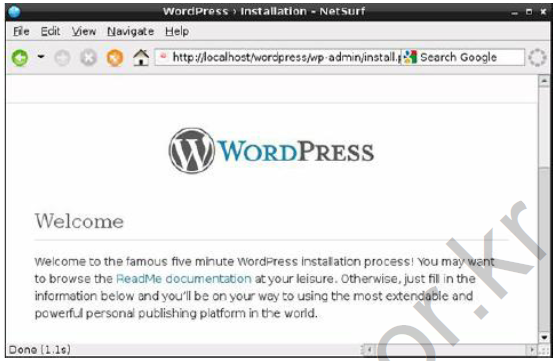 WordPress › Installation - NetSurf
File Edit View Navigate Help
http://localhost/wordpress/wp-admin/install.p Search Google
WORDPRESS
Welcome
Welcome to the famous five minute WordPress installation process! You may want
to browse the ReadMe documentation at your leisure. Otherwise, just fill in the
information below and you'll be on your way to using the most extendable and
powerful personal publishing platform in the world.
Done (1.1s)
or.kr